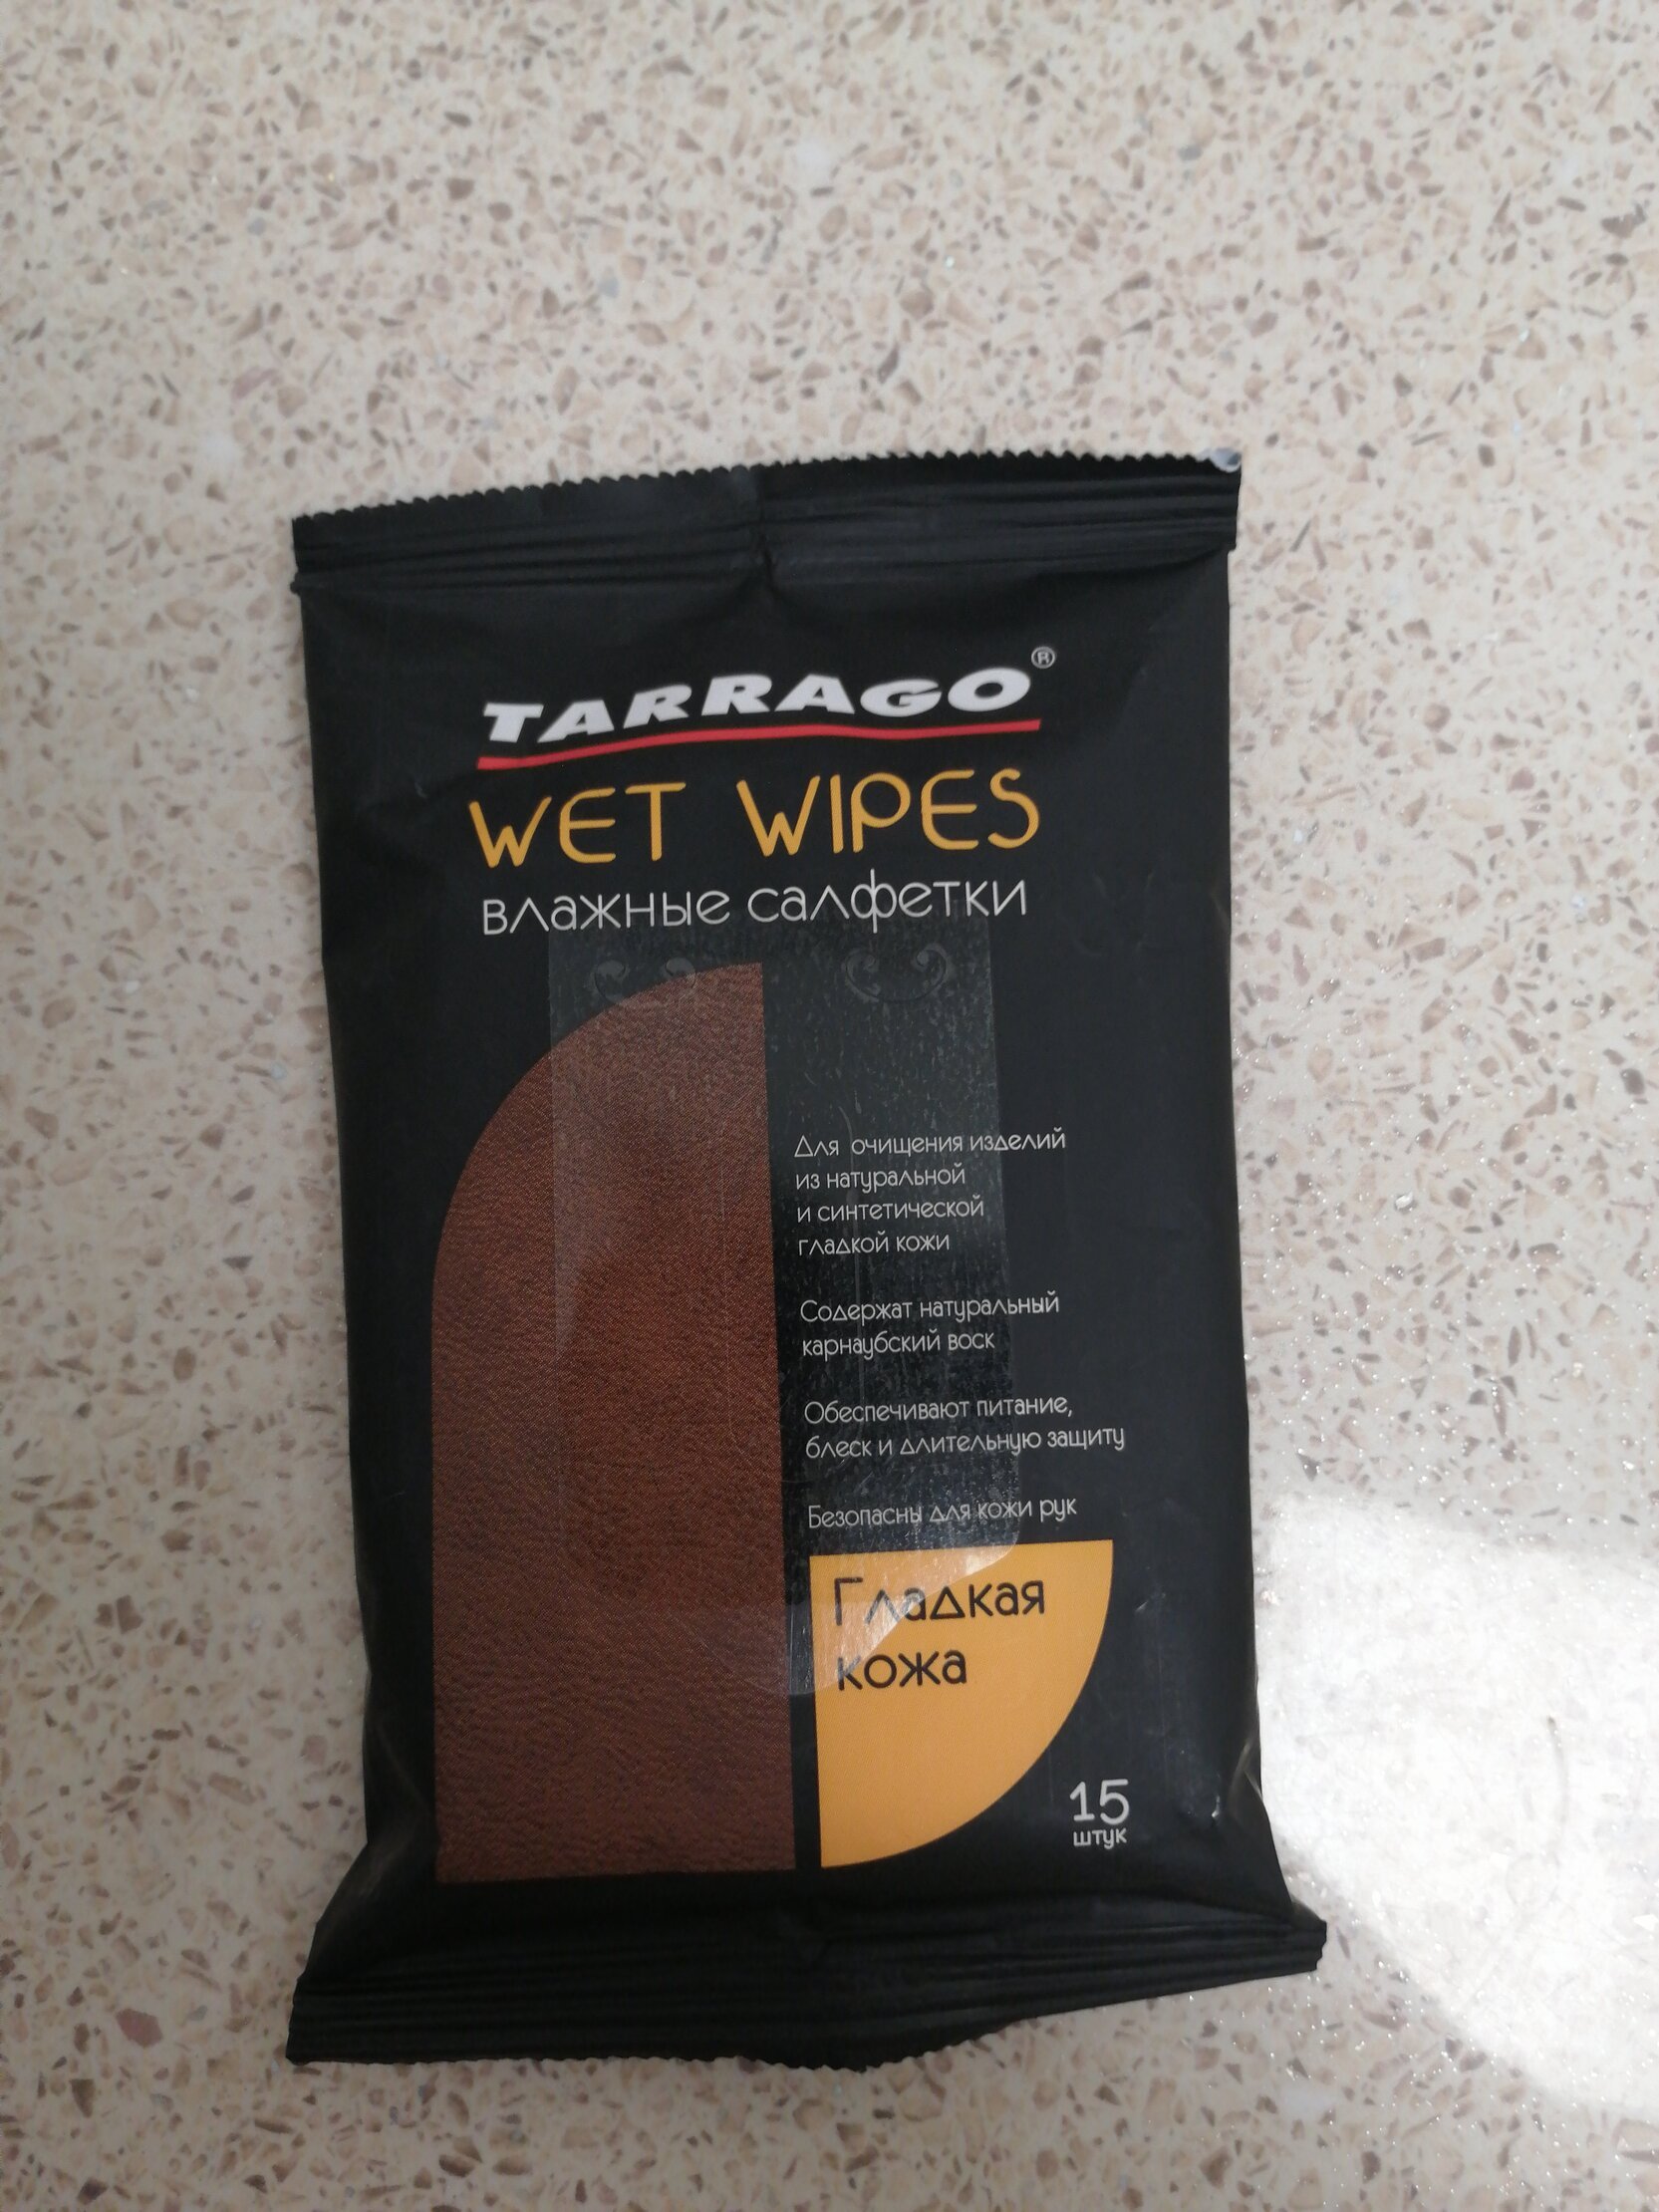 TARRAGO®
WET WIPES
влажные салфетки
Для очищения изделий
из натуральной
и синтетической
гладкой кожи
Содержат натуральный
карнаубский воск
Обеспечивают питание,
блеск и длительную защиту
Безопасны для кожи рук
Гладкая
кожа
15
штук